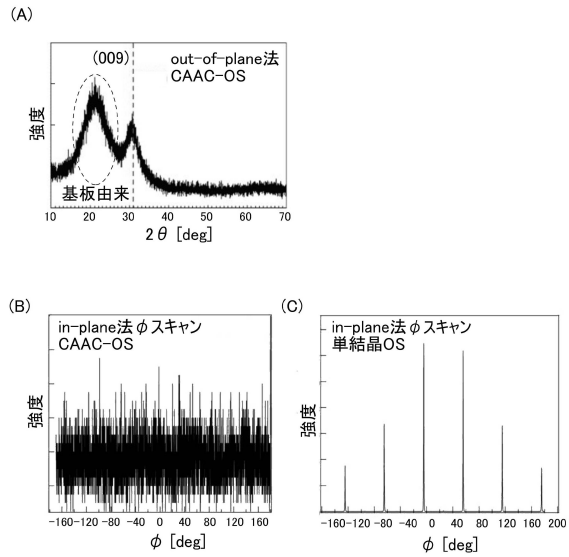 (A)
(009)
out-of-plane法
CAAC-OS
強度
基板由来
10 20 30 40 50 60 70
2θ [deg]
(B)
in-plane法φスキャン
CAAC-OS
強度
-160 -120 -80 -40 0 40 80 120 160
φ [deg]
(C)
in-plane法φスキャン
単結晶OS
強度
-160 -120 -80 -40 0 40 80 120 160 200
φ [deg]